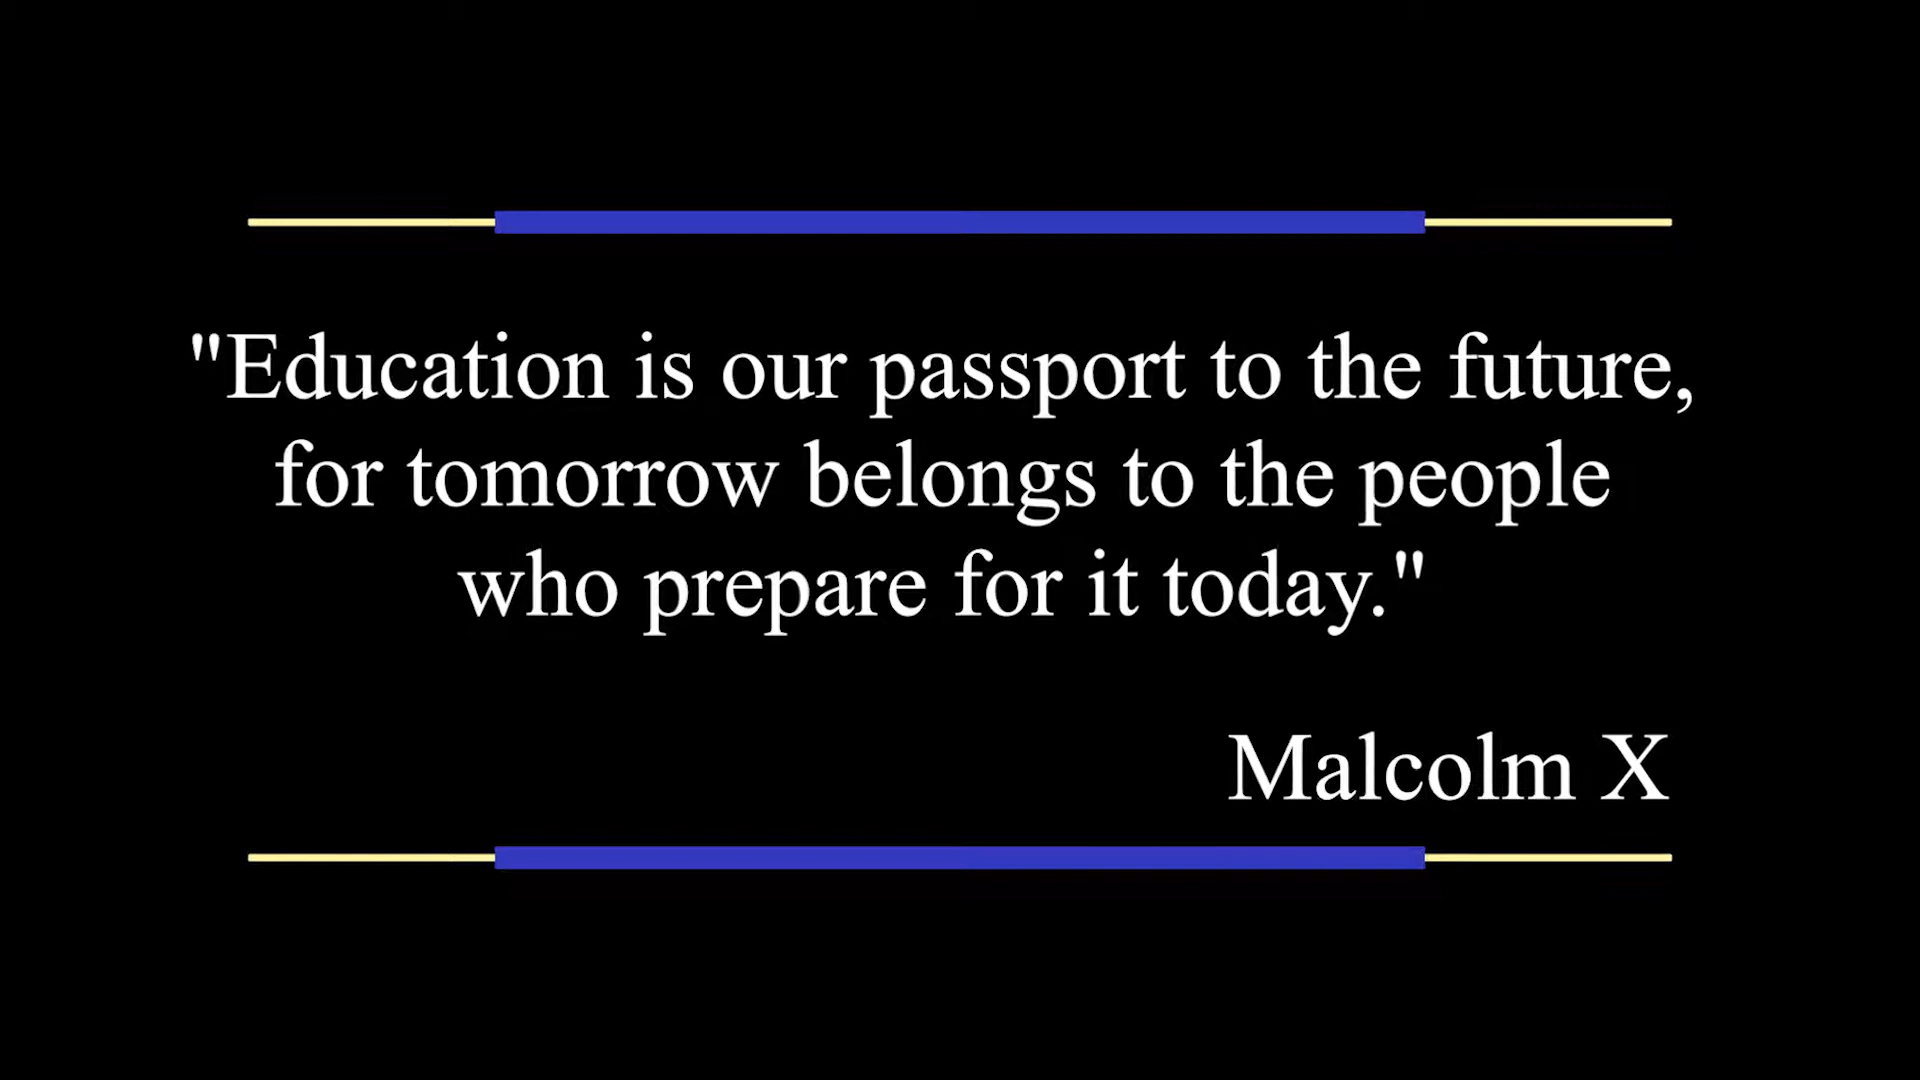 "Education is our passport to the future,
for tomorrow belongs to the people
who prepare for it today."
Malcolm X